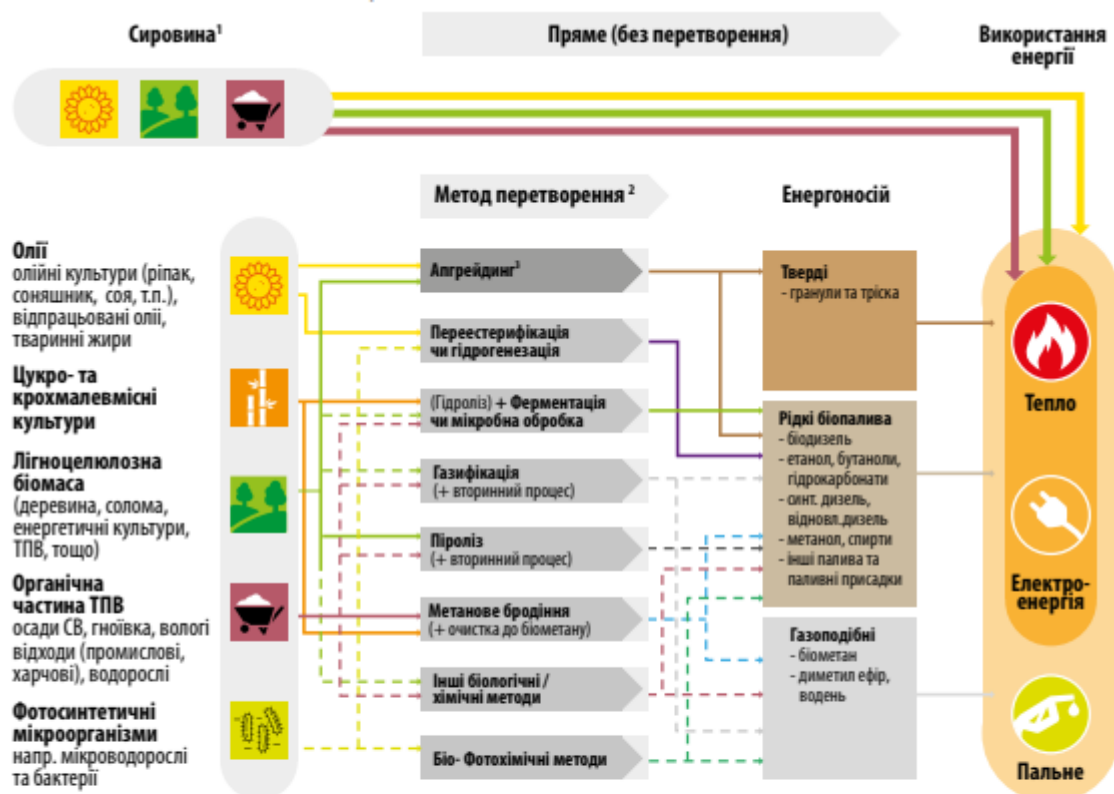 Сировина¹
Пряме (без перетворення)
Використання
енергії
Метод перетворення ²
Енергоносій
Олії
олійні культури (ріпак,
соняшник, соя, т.п.),
відпрацьовані олії,
тваринні жири
Цукро- та
крохмалевмісні
культури
Лігноцелюлозна
біомаса
(деревина, солома,
енергетичні культури,
ТПВ, тощо)
Органічна
частина ТПВ
осади СВ, гноївка, вологі
відходи (промислові,
харчові), водорослі
Фотосинтетичні
мікроорганізми
напр. мікроводорослі
та бактерії
Апгрейдинг³
Переестерифікація
чи гідрогенезація
(Гідроліз) + Ферментація
чи мікробна обробка
Газифікація
(+ вторинний процес)
Піроліз
(+ вторинний процес)
Метанове бродіння
(+ очистка до біометану)
Інші біологічні /
хімічні методи
Біо- Фотохімічні методи
Тверді
- гранули та тріска
Рідкі біопалива
- біодизель
- етанол, бутаноли,
гідрокарбонати
- синт. дизель,
відновл.дизель
- метанол, спирти
- інші палива та
паливні присадки
Газоподібні
- біометан
- диметил ефір,
водень
Тепло
Електро-
енергія
Пальне